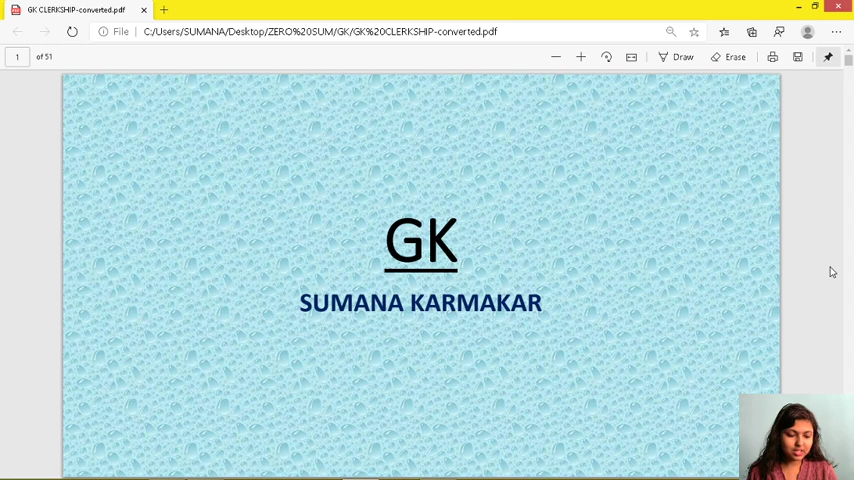 GK CLERKSHIP-converted.pdf
File
C:/Users/SUMANA/Desktop/ZERO%20SUM/GK/GK%20CLERKSHIP-converted.pdf
1 of 51
Draw
Erase
GK
SUMANA KARMAKAR